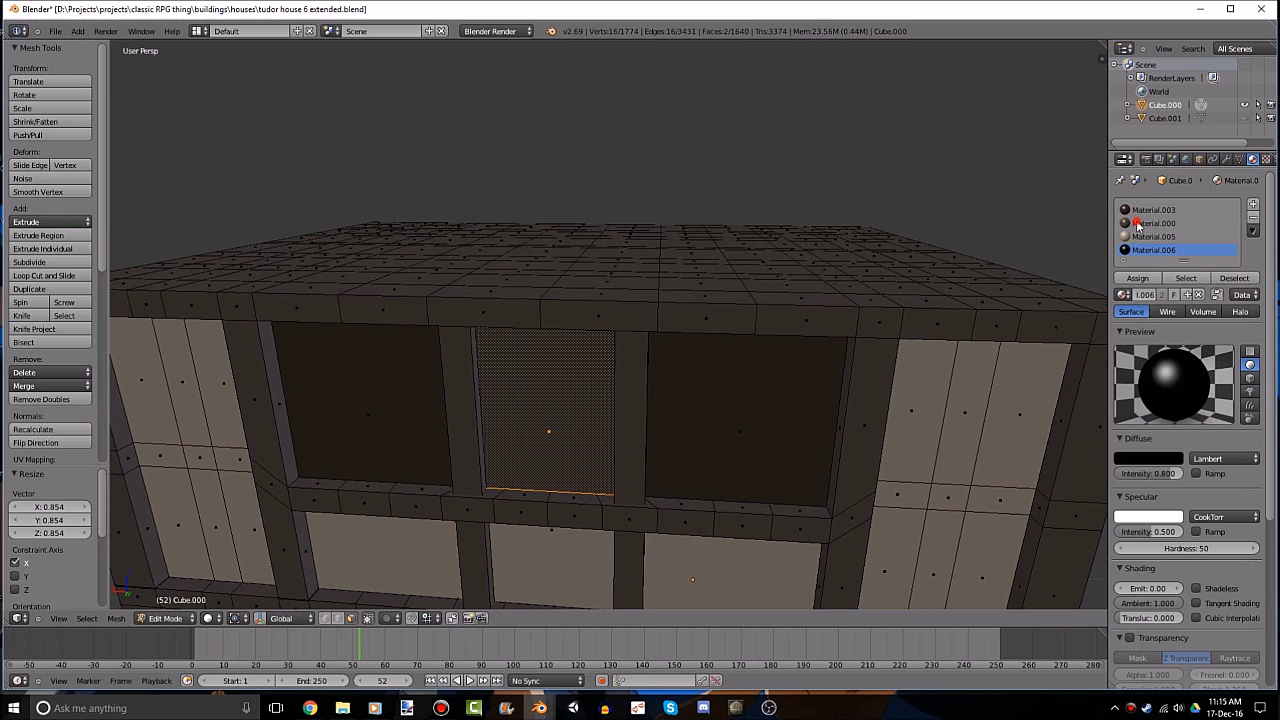 Blender* [D:\Projects\projects\classic RPG thing\buildings\houses\tudor house 6 extended.blend]
File Add Render Window Help Default Scene Blender Render v2.69 | Verts:16/1774 | Edges:16/3431 | Faces:2/1640 | Tris:3374 | Mem:23.56M (0.44M) | Cube.000
View Search All Scenes
Mesh Tools
User Persp
Transform:
Translate
Rotate
Scale
Shrink/Fatten
Push/Pull
Deform:
Slide Edge Vertex
Noise
Smooth Vertex
Add:
Extrude
Extrude Region
Extrude Individual
Subdivide
Loop Cut and Slide
Duplicate
Spin Screw
Knife Select
Knife Project
Bisect
Remove:
Delete
Merge
Remove Doubles
Normals:
Recalculate
Flip Direction
UV Mapping:
Resize
Vector
X: 0.854
Y: 0.854
Z: 0.854
Constraint Axis
X
Y
Z
Orientation
(52) Cube.000
Scene
RenderLayers
World
Cube.000
Cube.001
Cube.0 Material.0
Material.003
Material.005
Material.006
Assign Select Deselect
2 F Data
Surface Wire Volume Halo
Preview
Diffuse
Lambert
Intensity: 0.800 Ramp
Specular
CookTorr
Intensity: 0.500 Ramp
Hardness: 50
Shading
Emit: 0.00 Shadeless
Ambient: 1.000 Tangent Shading
Transluc: 0.000 Cubic Interpolati
Transparency
Mask Z Transparenc Raytrace
Alpha: 1.000 Fresnel: 0.000
View Select Mesh Edit Mode Global
-50 -40 -30 -20 -10 0 10 20 30 40 50 60 70 80 90 100 110 120 130 140 150 160 170 180 190 200 210 220 230 240 250 260 270 280
View Marker Frame Playback Start: 1 End: 250 52 No Sync
Ask me anything
11:15 AM
17-Dec-16